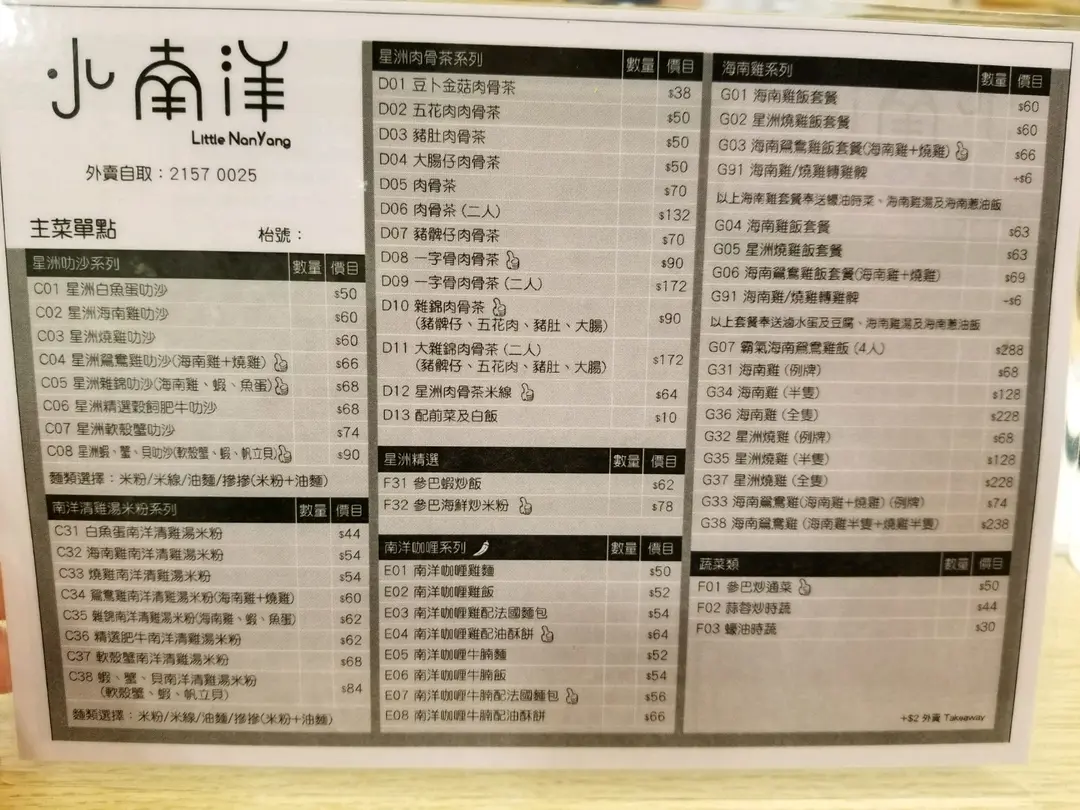 小南洋
Little NanYang
外賣自取：2157 0025
主菜單點 枱號：
星洲叻沙系列 數量 價目
C01 星洲白魚蛋叻沙 $50
C02 星洲海南雞叻沙 $60
C03 星洲燒雞叻沙 $60
C04 星洲鴛鴦雞叻沙(海南雞+燒雞) $66
C05 星洲雜錦叻沙(海南雞、蝦、魚蛋) $68
C06 星洲精選穀飼肥牛叻沙 $68
C07 星洲軟殼蟹叻沙 $74
C08 星洲蝦、蟹、貝叻沙(軟殼蟹、蝦、帆立貝) $90
麵類選擇：米粉/米線/油麵/摻摻(米粉+油麵)
南洋清雞湯米粉系列 數量 價目
C31 白魚蛋南洋清雞湯米粉 $44
C32 海南雞南洋清雞湯米粉 $54
C33 燒雞南洋清雞湯米粉 $54
C34 鴛鴦雞南洋清雞湯米粉(海南雞+燒雞) $60
C35 雜錦南洋清雞湯米粉(海南雞、蝦、魚蛋) $62
C36 精選肥牛南洋清雞湯米粉 $62
C37 軟殼蟹南洋清雞湯米粉 $68
C38 蝦、蟹、貝南洋清雞湯米粉 $84
(軟殼蟹、蝦、帆立貝)
麵類選擇：米粉/米線/油麵/摻摻(米粉+油麵)
星洲肉骨茶系列 數量 價目
D01 豆卜金菇肉骨茶 $38
D02 五花肉肉骨茶 $50
D03 豬肚肉骨茶 $50
D04 大腸仔肉骨茶 $50
D05 肉骨茶 $70
D06 肉骨茶 (二人) $132
D07 豬髀仔肉骨茶 $70
D08 一字骨肉骨茶 $90
D09 一字骨肉骨茶 (二人) $172
D10 雜錦肉骨茶 $90
(豬髀仔、五花肉、豬肚、大腸)
D11 大雜錦肉骨茶 (二人) $172
(豬髀仔、五花肉、豬肚、大腸)
D12 星洲肉骨茶米線 $64
D13 配前菜及白飯 $10
星洲精選 數量 價目
F31 參巴蝦炒飯 $62
F32 參巴海鮮炒米粉 $78
南洋咖喱系列 數量 價目
E01 南洋咖喱雞麵 $50
E02 南洋咖喱雞飯 $52
E03 南洋咖喱雞配法國麵包 $54
E04 南洋咖喱雞配油酥餅 $64
E05 南洋咖喱牛腩麵 $52
E06 南洋咖喱牛腩飯 $54
E07 南洋咖喱牛腩配法國麵包 $56
E08 南洋咖喱牛腩配油酥餅 $66
海南雞系列 數量 價目
G01 海南雞飯套餐 $60
G02 星洲燒雞飯套餐 $60
G03 海南鴛鴦雞飯套餐(海南雞+燒雞) $66
G91 海南雞/燒雞轉雞髀 +$6
以上海南雞套餐奉送蠔油時菜、海南雞湯及海南蔥油飯
G04 海南雞飯套餐 $63
G05 星洲燒雞飯套餐 $63
G06 海南鴛鴦雞飯套餐(海南雞+燒雞) $69
G91 海南雞/燒雞轉雞髀 +$6
以上套餐奉送滷水蛋及豆腐、海南雞湯及海南蔥油飯
G07 霸氣海南鴛鴦雞飯 (4人) $288
G31 海南雞 (例牌) $68
G34 海南雞 (半隻) $128
G36 海南雞 (全隻) $228
G32 星洲燒雞 (例牌) $68
G35 星洲燒雞 (半隻) $128
G37 星洲燒雞 (全隻) $228
G33 海南鴛鴦雞(海南雞+燒雞) (例牌) $74
G38 海南鴛鴦雞 (海南雞半隻+燒雞半隻) $238
蔬菜類 數量 價目
F01 參巴炒通菜 $50
F02 蒜蓉炒時蔬 $44
F03 蠔油時蔬 $30
+$2 外賣 Takeaway